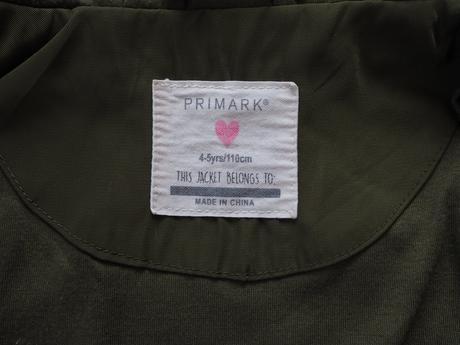 PRIMARK®
4-5yrs/110cm
THIS JACKET BELONGS TO:
MADE IN CHINA